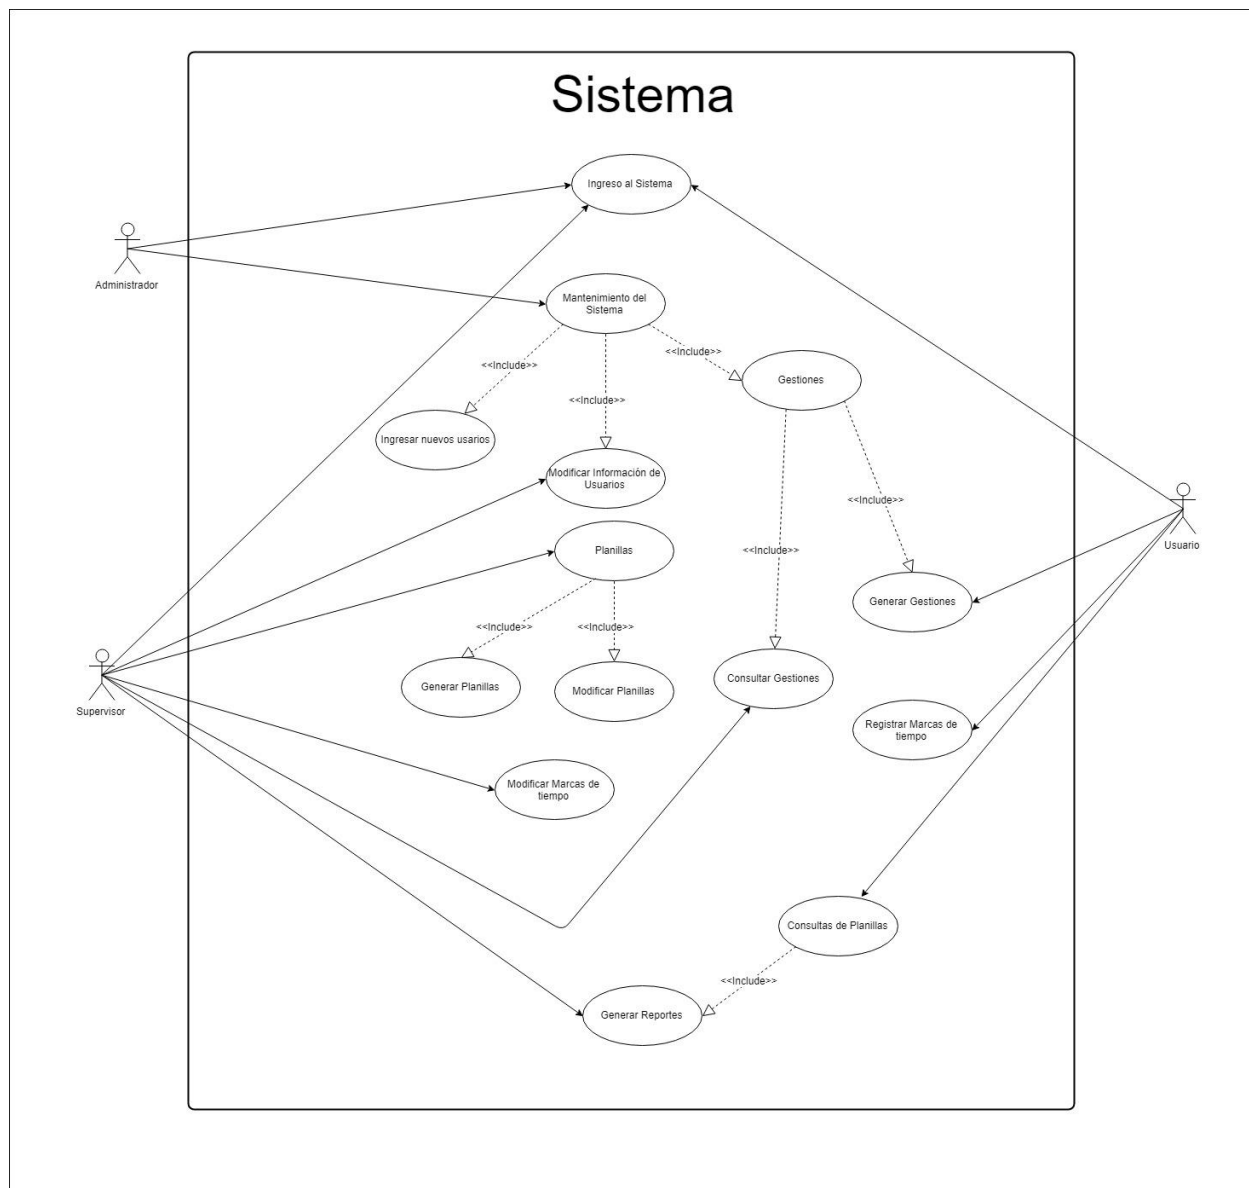 Sistema
Ingreso al Sistema
Administrador
Mantenimiento del
Sistema
<<Include>>
<<Include>>
Gestiones
<<Include>>
Ingresar nuevos usarios
Modificar Información de
Usuarios
<<Include>>
Usuario
Planillas
<<Include>>
Generar Gestiones
<<Include>>
<<Include>>
Consultar Gestiones
Generar Planillas
Modificar Planillas
Supervisor
Registrar Marcas de
tiempo
Modificar Marcas de
tiempo
Consultas de Planillas
<<Include>>
Generar Reportes